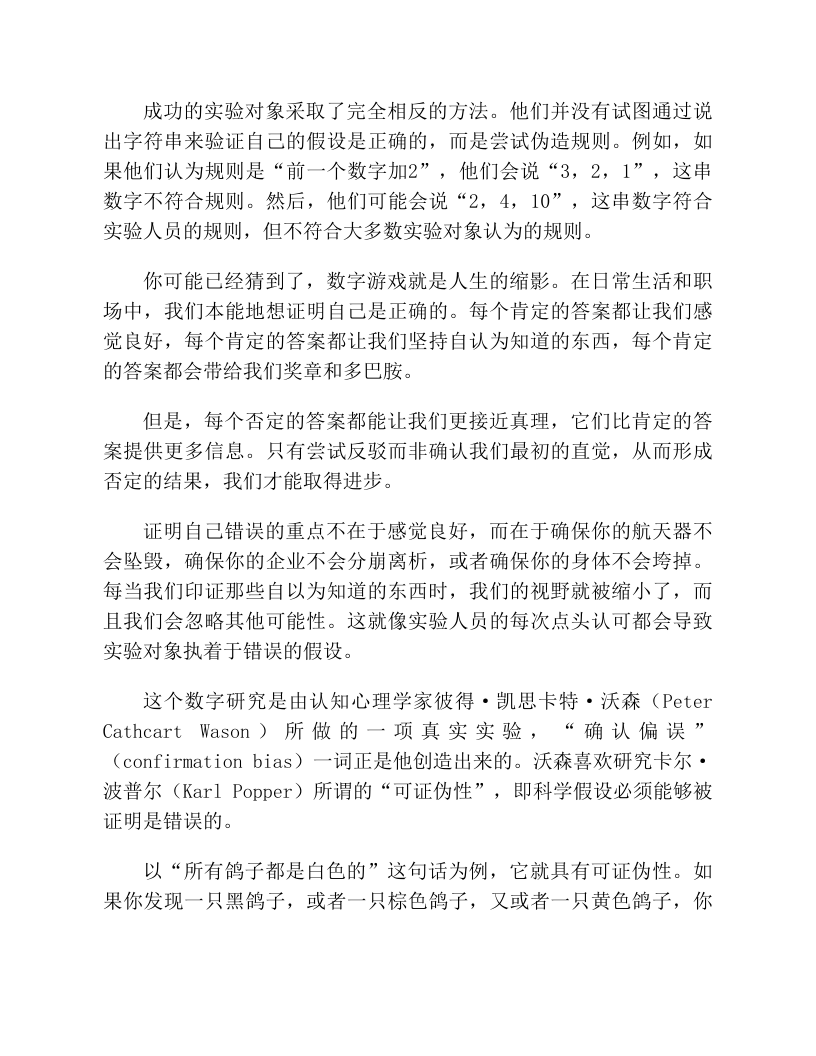 成功的实验对象采取了完全相反的方法。他们并没有试图通过说
出字符串来验证自己的假设是正确的，而是尝试伪造规则。例如，如
果他们认为规则是“前一个数字加2”，他们会说“3，2，1”，这串
数字不符合规则。然后，他们可能会说“2，4，10”，这串数字符合
实验人员的规则，但不符合大多数实验对象认为的规则。
你可能已经猜到了，数字游戏就是人生的缩影。在日常生活和职
场中，我们本能地想证明自己是正确的。每个肯定的答案都让我们感
觉良好，每个肯定的答案都让我们坚持自认为知道的东西，每个肯定
的答案都会带给我们奖章和多巴胺。
但是，每个否定的答案都能让我们更接近真理，它们比肯定的答
案提供更多信息。只有尝试反驳而非确认我们最初的直觉，从而形成
否定的结果，我们才能取得进步。
证明自己错误的重点不在于感觉良好，而在于确保你的航天器不
会坠毁，确保你的企业不会分崩离析，或者确保你的身体不会垮掉。
每当我们印证那些自以为知道的东西时，我们的视野就被缩小了，而
且我们会忽略其他可能性。这就像实验人员的每次点头认可都会导致
实验对象执着于错误的假设。
这个数字研究是由认知心理学家彼得·凯思卡特·沃森（Peter
Cathcart Wason）所做的一项真实实验，“确认偏误”
（confirmation bias）一词正是他创造出来的。沃森喜欢研究卡尔·
波普尔（Karl Popper）所谓的“可证伪性”，即科学假设必须能够被
证明是错误的。
以“所有鸽子都是白色的”这句话为例，它就具有可证伪性。如
果你发现一只黑鸽子，或者一只棕色鸽子，又或者一只黄色鸽子，你